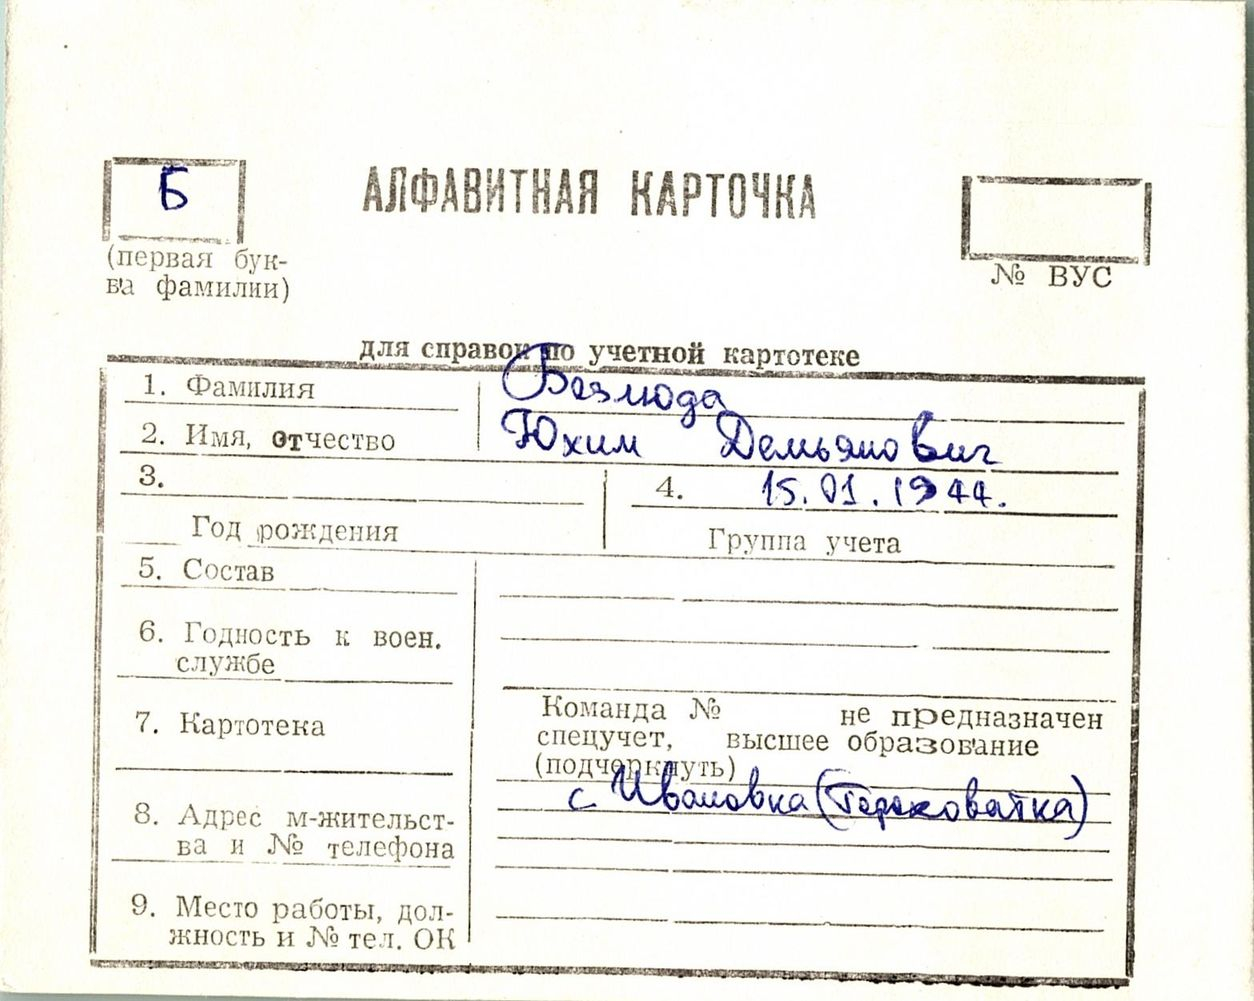 Б
АЛФАВИТНАЯ КАРТОЧКА
(первая бук-
ва фамилии)
№ ВУС
для справок по учетной картотеке
1. Фамилия Безлюда
2. Имя, отчество Юхим Демьянович
3.
4. 15.01.1944.
Год рождения
Группа учета
5. Состав
6. Годность к воен.
службе
7. Картотека
Команда № не предназначен
спецучет, высшее образование
(подчеркнуть)
8. Адрес м-жительст-
ва и № телефона
с Ивановка (Терноватка)
9. Место работы, дол-
жность и № тел. ОК